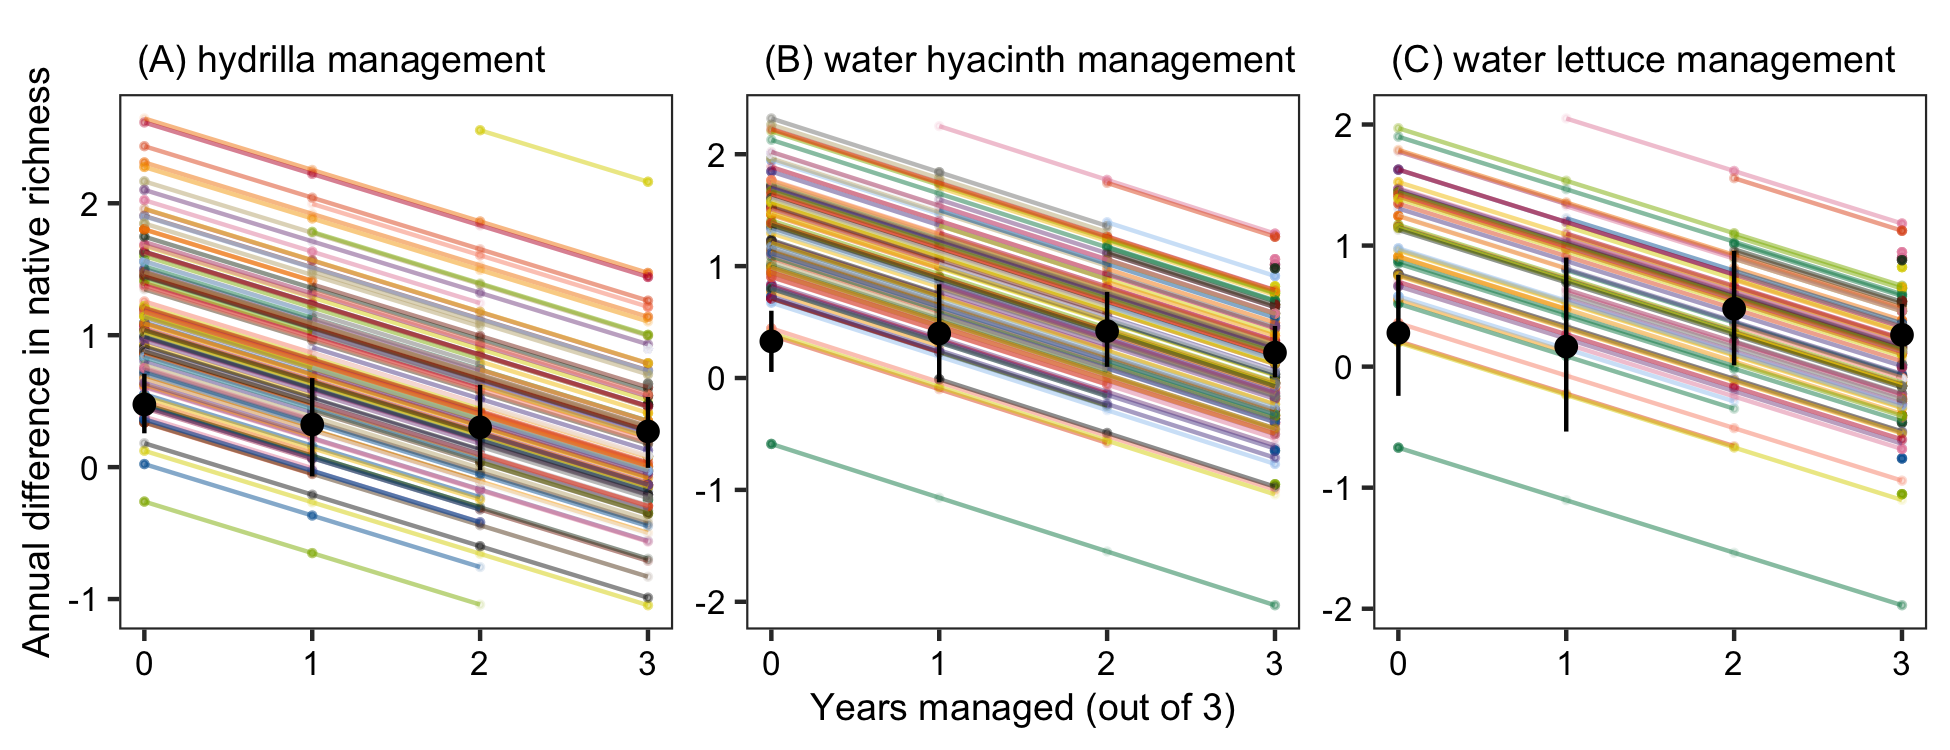 (A) hydrilla management
(B) water hyacinth management
(C) water lettuce management
Annual difference in native richness
2
1
0
-1
0 1 2 3
2
1
0
-1
-2
0 1 2 3
2
1
0
-1
-2
0 1 2 3
Years managed (out of 3)